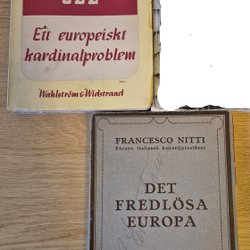 Ett europeiskt
kardinalproblem
Wahlström & Widstrand
FRANCESCO NITTI
Förutv. italiensk konseljpresident
DET
FREDLÖSA
EUROPA